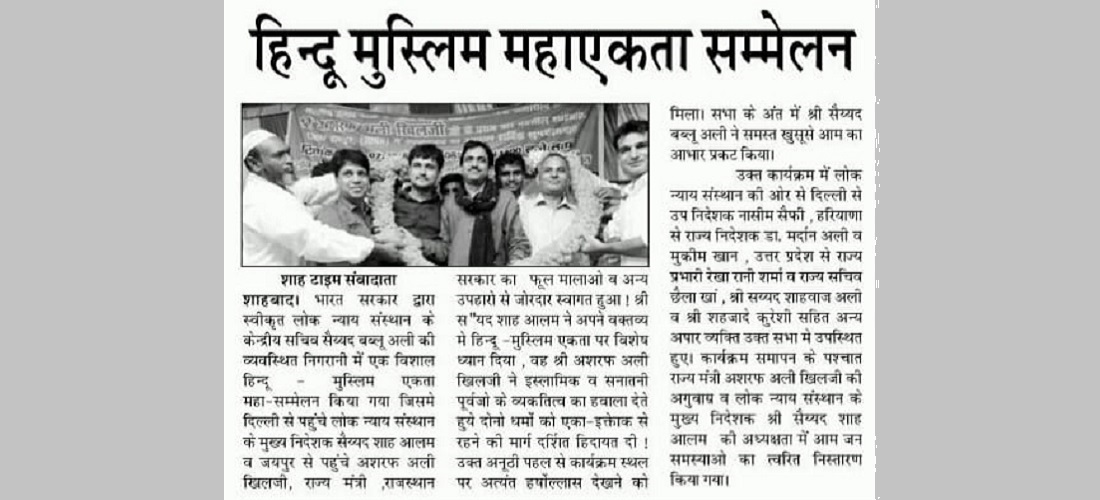 हिन्दू मुस्लिम महाएकता सम्मेलन
शाह टाइम संवादाता
शाहबाद। भारत सरकार द्वारा
स्वीकृत लोक न्याय संस्थान के
केन्द्रीय सचिव सैय्यद बब्लू अली की
व्यवस्थित निगरानी में एक विशाल
हिन्दू - मुस्लिम एकता
महा-सम्मेलन किया गया जिसमे
दिल्ली से पहुंचे लोक न्याय संस्थान
के मुख्य निदेशक सैय्यद शाह आलम
व जयपुर से पहुंचे अशरफ अली
खिलजी, राज्य मंत्री ,राजस्थान
सरकार का फूल मालाओ व अन्य
उपहारो से जोरदार स्वागत हुआ ! श्री
स"यद शाह आलम ने अपने वक्तव्य
मे हिन्दू -मुस्लिम एकता पर विशेष
ध्यान दिया , वह श्री अशरफ अली
खिलजी ने इस्लामिक व सनातनी
पूर्वजो के व्यकतित्व का हवाला देते
हुये दोनो धर्मो को एका-इक्तेाक से
रहने की मार्ग दर्शित हिदायत दी !
उक्त अनूठी पहल से कार्यक्रम स्थल
पर अत्यंत हर्षोल्लास देखने को
मिला। सभा के अंत में श्री सैय्यद
बब्लू अली ने समस्त खुसूसे आम का
आभार प्रकट किया।
उक्त कार्यक्रम में लोक
न्याय संस्थान की ओर से दिल्ली से
उप निदेशक नासीम सैफी , हरियाणा
से राज्य निदेशक डा. मर्दान अली व
मुकीम खान , उत्तर प्रदेश से राज्य
प्रभारी रेखा रानी शर्मा व राज्य सचिव
छैला खां , श्री सय्यद शाहवाज अली
व श्री शहजादे कुरेशी सहित अन्य
अपार व्यक्ति उक्त सभा मे उपस्थित
हुए। कार्यक्रम समापन के पश्चात
राज्य मंत्री अशरफ अली खिलजी की
अगुवाग्र व लोक न्याय संस्थान के
मुख्य निदेशक श्री सैय्यद शाह
आलम की अध्यक्षता में आम जन
समस्याओ का त्वरित निस्तारण
किया गया।